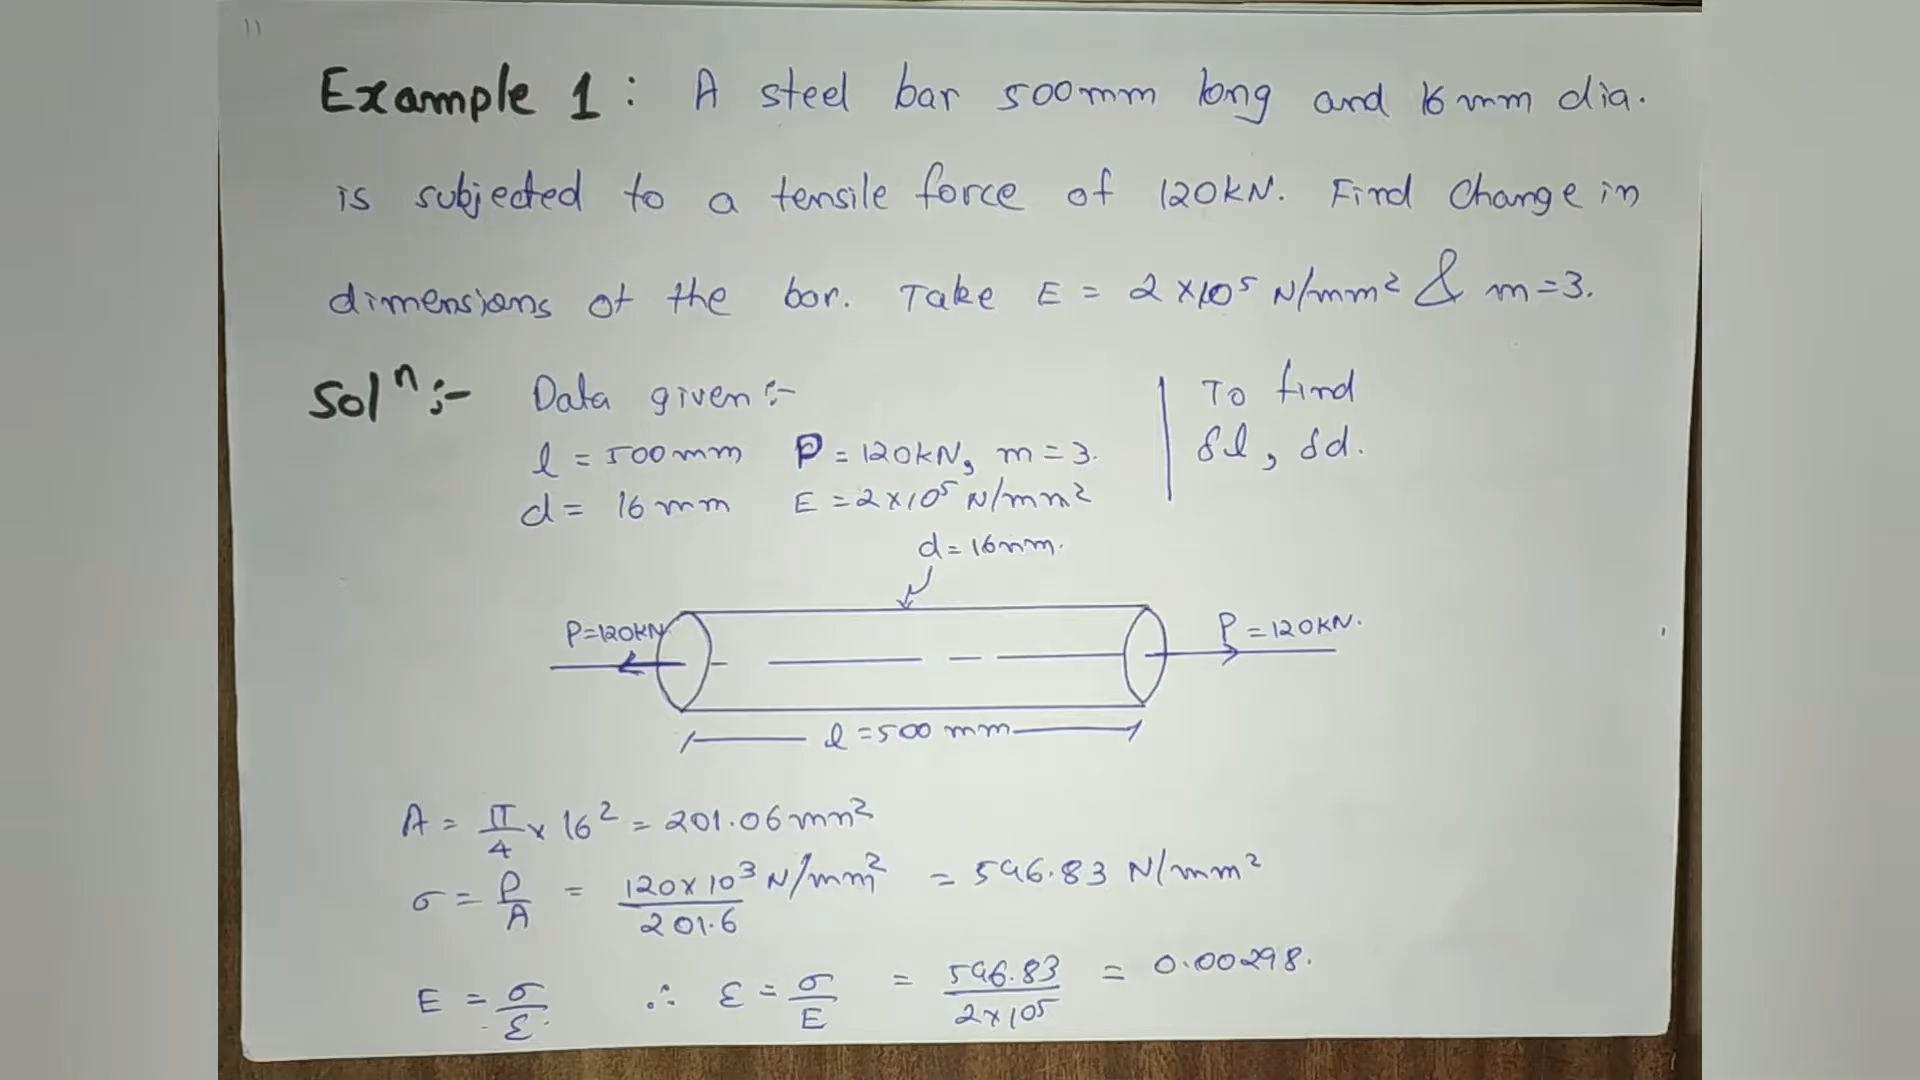 11
Example 1: A steel bar 500mm long and 16mm dia.
is subjected to a tensile force of 120kN. Find Change in
dimensions of the bar. Take E = 2×10⁵ N/mm² & m=3.
Solⁿ:- Data given:-
l = 500mm P = 120kN, m = 3.
d = 16 mm E = 2×10⁵ N/mm²
To find
δl, δd.
d = 16mm.
P=120kN
P = 120kN.
l = 500 mm
A = π/4 × 16² = 201.06 mm²
σ = P/A = 120×10³/201.6 N/mm² = 596.83 N/mm²
E = σ/ε ∴ ε = σ/E = 596.83/2×10⁵ = 0.00298.